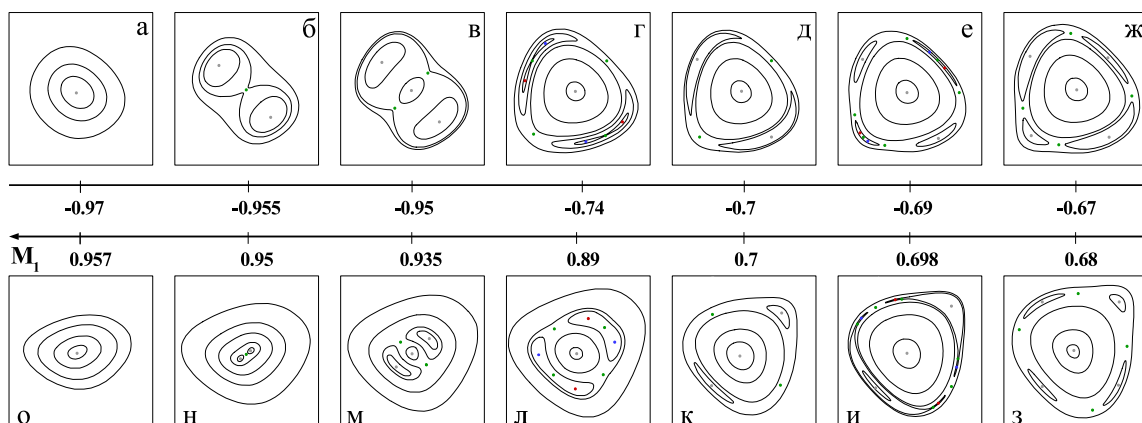 а б в г д е ж
-0.97 -0.955 -0.95 -0.74 -0.7 -0.69 -0.67
M1 0.957 0.95 0.935 0.89 0.7 0.698 0.68
о н м л к и з